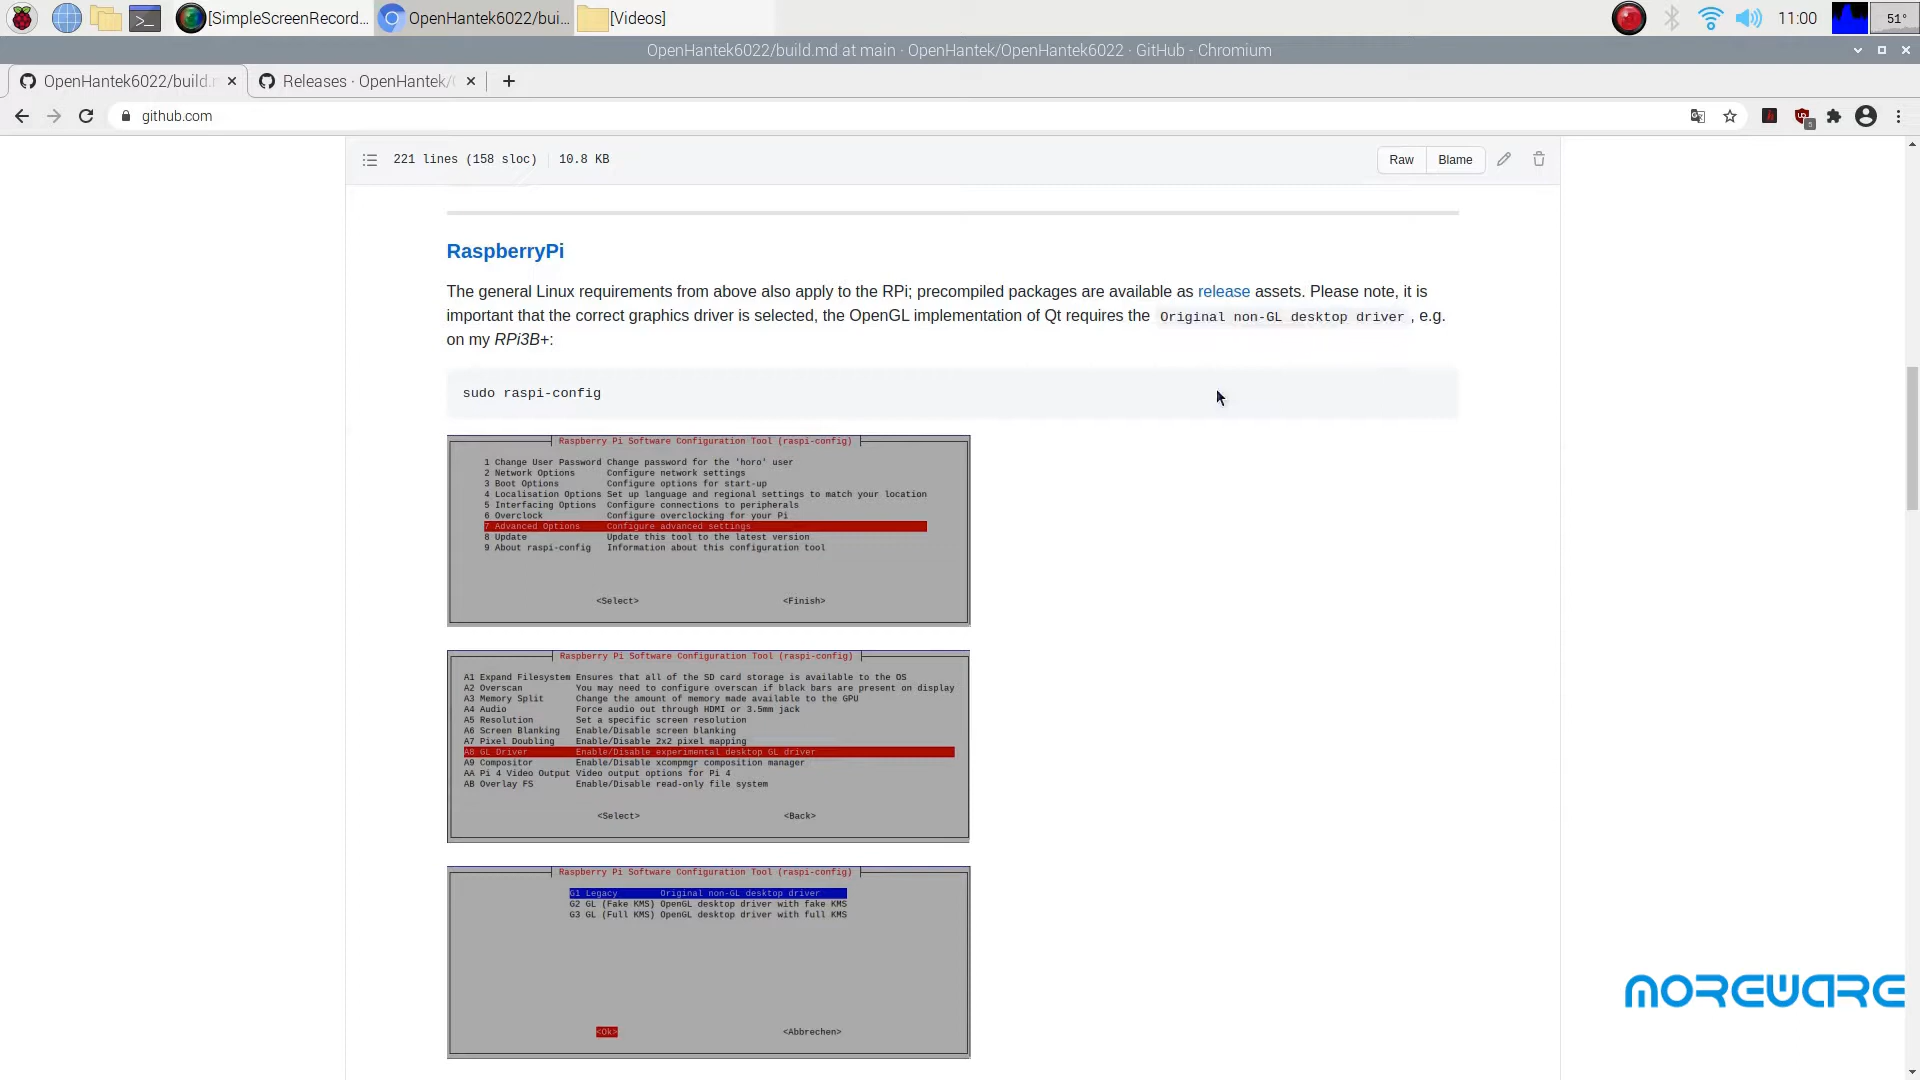 [SimpleScreenRecord... OpenHantek6022/bui... [Videos] 11:00 51°
OpenHantek6022/build.md at main · OpenHantek/OpenHantek6022 · GitHub - Chromium
OpenHantek6022/build.m Releases · OpenHantek/
github.com
221 lines (158 sloc) 10.8 KB Raw Blame
RaspberryPi
The general Linux requirements from above also apply to the RPi; precompiled packages are available as release assets. Please note, it is
important that the correct graphics driver is selected, the OpenGL implementation of Qt requires the Original non-GL desktop driver , e.g.
on my RPi3B+:
sudo raspi-config
Raspberry Pi Software Configuration Tool (raspi-config)
1 Change User Password Change password for the 'horo' user
2 Network Options Configure network settings
3 Boot Options Configure options for start-up
4 Localisation Options Set up language and regional settings to match your location
5 Interfacing Options Configure connections to peripherals
6 Overclock Configure overclocking for your Pi
7 Advanced Options Configure advanced settings
8 Update Update this tool to the latest version
9 About raspi-config Information about this configuration tool
<Select> <Finish>
Raspberry Pi Software Configuration Tool (raspi-config)
A1 Expand Filesystem Ensures that all of the SD card storage is available to the OS
A2 Overscan You may need to configure overscan if black bars are present on display
A3 Memory Split Change the amount of memory made available to the GPU
A4 Audio Force audio out through HDMI or 3.5mm jack
A5 Resolution Set a specific screen resolution
A6 Screen Blanking Enable/Disable screen blanking
A7 Pixel Doubling Enable/Disable 2x2 pixel mapping
A8 GL Driver Enable/Disable experimental desktop GL driver
A9 Compositor Enable/Disable xcompmgr composition manager
AA Pi 4 Video Output Video output options for Pi 4
AB Overlay FS Enable/Disable read-only file system
<Select> <Back>
Raspberry Pi Software Configuration Tool (raspi-config)
G1 Legacy Original non-GL desktop driver
G2 GL (Fake KMS) OpenGL desktop driver with fake KMS
G3 GL (Full KMS) OpenGL desktop driver with full KMS
<Ok> <Abbrechen>
MOREWARE